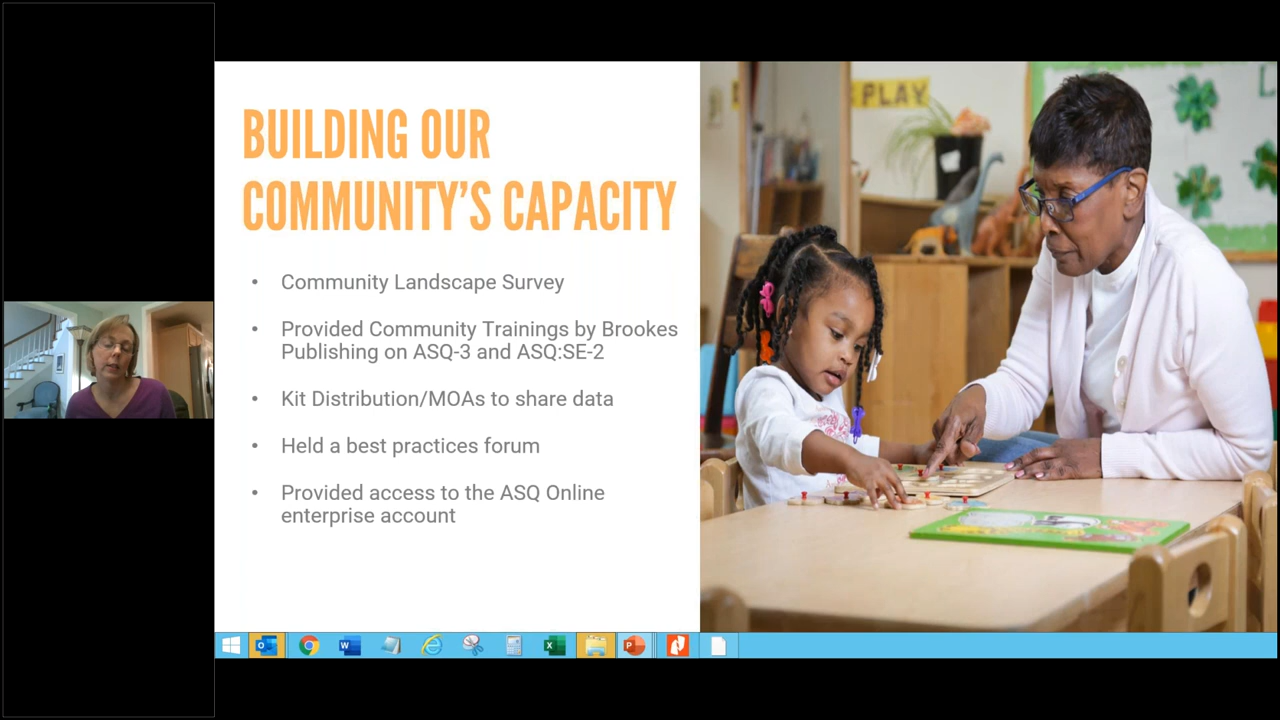 BUILDING OUR
COMMUNITY'S CAPACITY
• Community Landscape Survey
• Provided Community Trainings by Brookes
Publishing on ASQ-3 and ASQ:SE-2
• Kit Distribution/MOAs to share data
• Held a best practices forum
• Provided access to the ASQ Online
enterprise account
PLAY